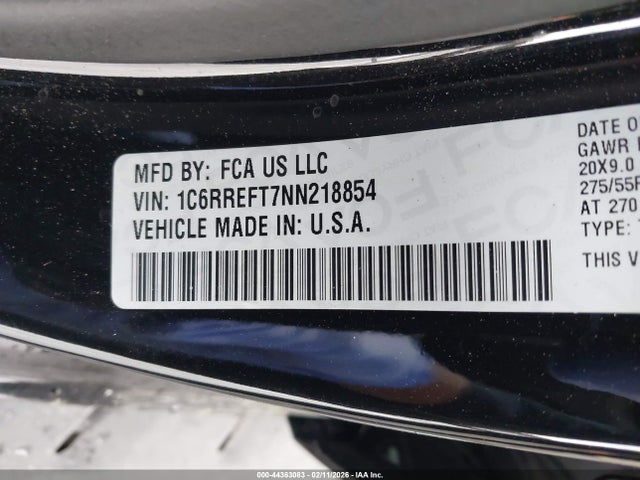 MFD BY: FCA US LLC
VIN: 1C6RREFT7NN218854
VEHICLE MADE IN: U.S.A.
DATE O
GAWR
20X9.0
275/55R
AT 270
TYPE:
THIS V
000-44363083 - 02/11/2026 - IAA Inc.